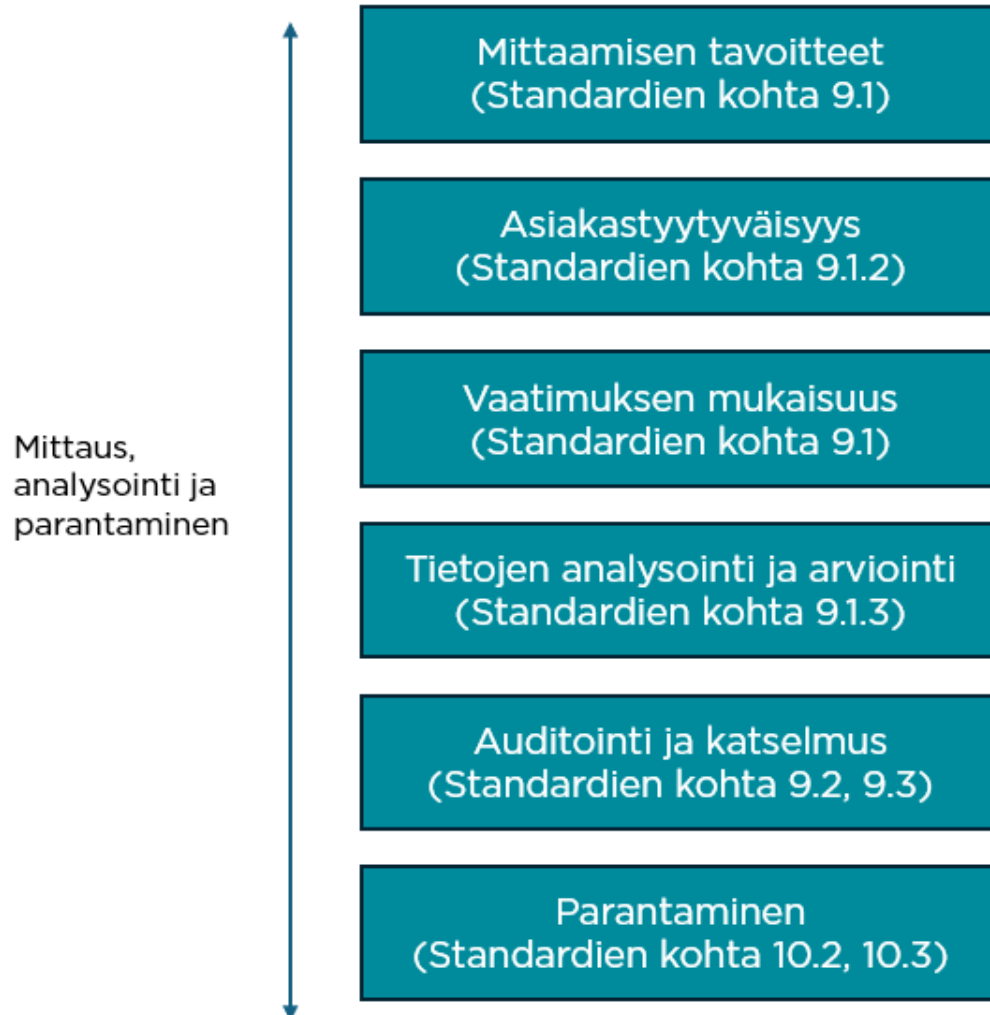 Mittaamisen tavoitteet
(Standardien kohta 9.1)
Asiakastyytyväisyys
(Standardien kohta 9.1.2)
Vaatimuksen mukaisuus
(Standardien kohta 9.1)
Mittaus,
analysointi ja
parantaminen
Tietojen analysointi ja arviointi
(Standardien kohta 9.1.3)
Auditointi ja katselmus
(Standardien kohta 9.2, 9.3)
Parantaminen
(Standardien kohta 10.2, 10.3)